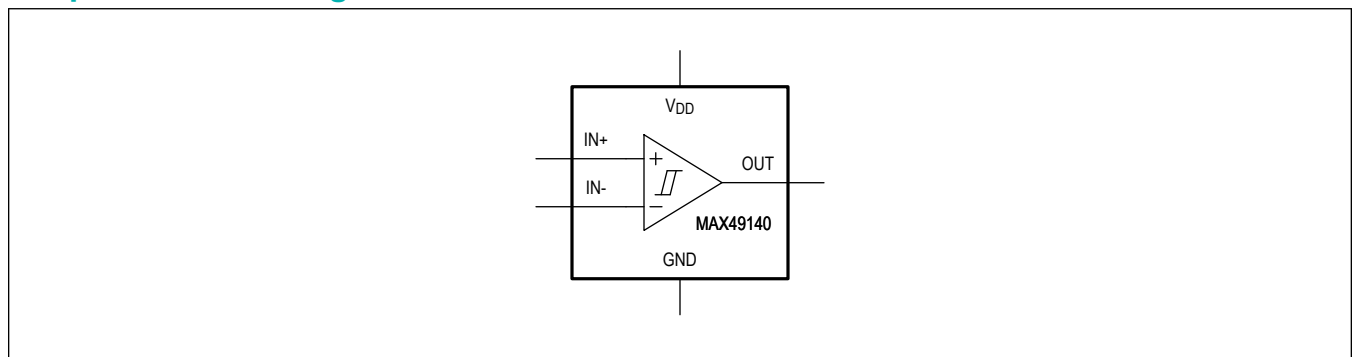 VDD
IN+
+
OUT
IN-
−
MAX49140
GND